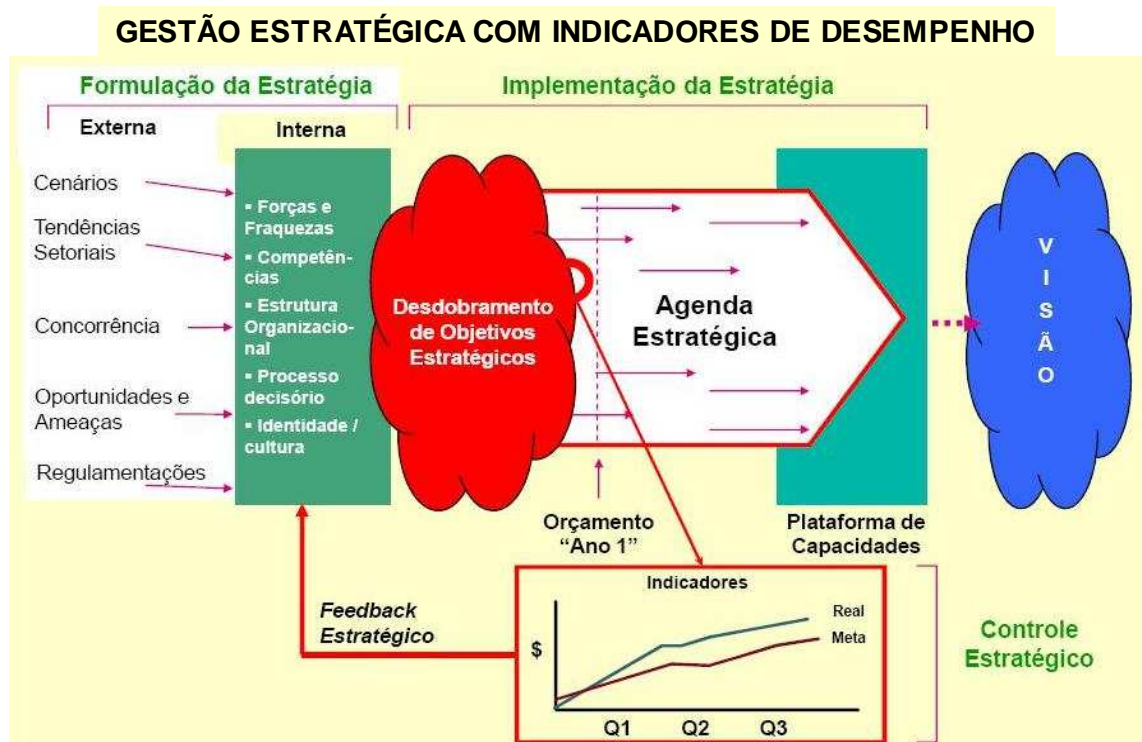 GESTÃO ESTRATÉGICA COM INDICADORES DE DESEMPENHO
Formulação da Estratégia
Implementação da Estratégia
Externa
Interna
Cenários
Tendências
Setoriais
Concorrência
Oportunidades e
Ameaças
Regulamentações
▪ Forças e
Fraquezas
▪ Competên-
cias
▪ Estrutura
Organizacio-
nal
▪ Processo
decisório
▪ Identidade /
cultura
Desdobramento
de Objetivos
Estratégicos
Agenda
Estratégica
V
I
S
Ã
O
Orçamento
“Ano 1”
Plataforma de
Capacidades
Feedback
Estratégico
Indicadores
$
Real
Meta
Q1 Q2 Q3
Controle
Estratégico